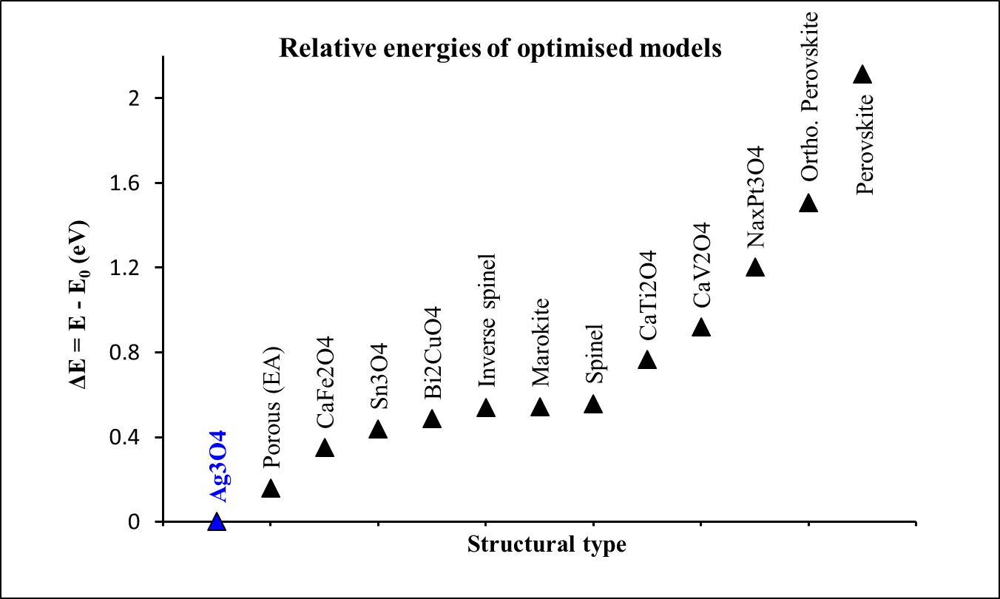 Relative energies of optimised models
ΔE = E - E₀ (eV)
2
1.6
1.2
0.8
0.4
0
Ag3O4
Porous (EA)
CaFe2O4
Sn3O4
Bi2CuO4
Inverse spinel
Marokite
Spinel
CaTi2O4
CaV2O4
NaxPt3O4
Ortho. Perovskite
Perovskite
Structural type